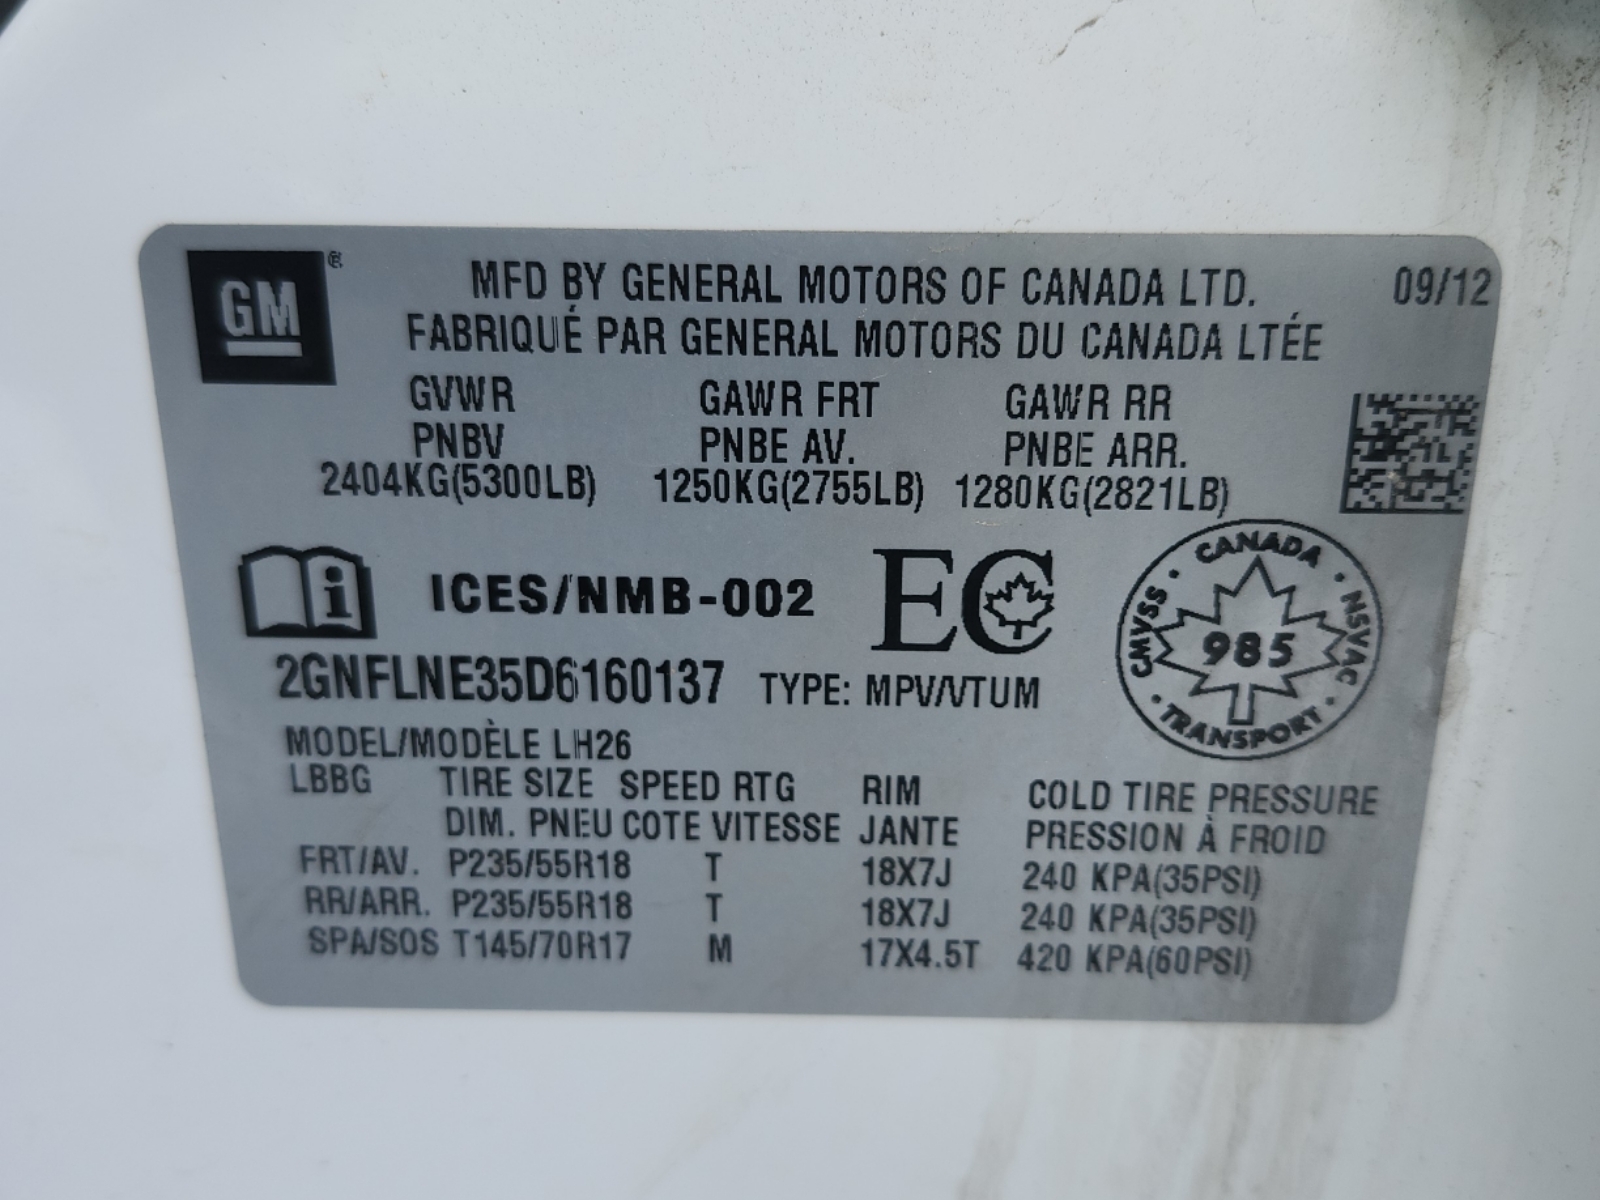 GM®
MFD BY GENERAL MOTORS OF CANADA LTD. 09/12
FABRIQUÉ PAR GENERAL MOTORS DU CANADA LTÉE
GVWR GAWR FRT GAWR RR
PNBV PNBE AV. PNBE ARR.
2404KG(5300LB) 1250KG(2755LB) 1280KG(2821LB)
i ICES/NMB-002 EC
CANADA · NSVAC · TRANSPORT · CMVSS ·
985
2GNFLNE35D6160137 TYPE: MPV/VTUM
MODEL/MODÈLE LH26
LBBG TIRE SIZE SPEED RTG RIM COLD TIRE PRESSURE
DIM. PNEU COTE VITESSE JANTE PRESSION À FROID
FRT/AV. P235/55R18 T 18X7J 240 KPA(35PSI)
RR/ARR. P235/55R18 T 18X7J 240 KPA(35PSI)
SPA/SOS T145/70R17 M 17X4.5T 420 KPA(60PSI)